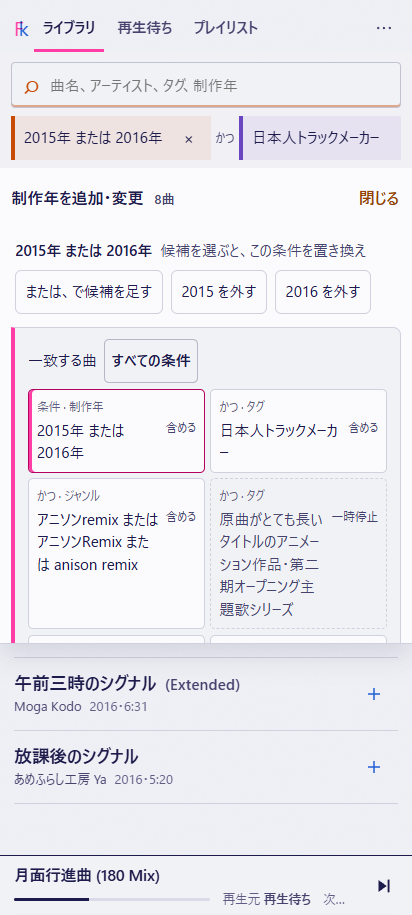 Fk ライブラリ 再生待ち プレイリスト ...
曲名、アーティスト、タグ、制作年
2015年 または 2016年 × かつ 日本人トラックメーカー
制作年を追加・変更 8曲 閉じる
2015年 または 2016年 候補を選ぶと、この条件を置き換え
または、で候補を足す 2015 を外す 2016 を外す
一致する曲 すべての条件
条件 · 制作年
2015年 または
2016年
含める
かつ · タグ
日本人トラックメーカ
ー
含める
かつ · ジャンル
アニソンremix または
アニソンRemix また
は anison remix
含める
かつ · タグ
原曲がとても長い
タイトルのアニメー
ション作品・第二
期オープニング主
題歌シリーズ
一時停止
午前三時のシグナル (Extended)
Moga Kodo 2016・6:31
放課後のシグナル
あめふらし工房 Ya 2016・5:20
月面行進曲 (180 Mix)
再生元 再生待ち 次...